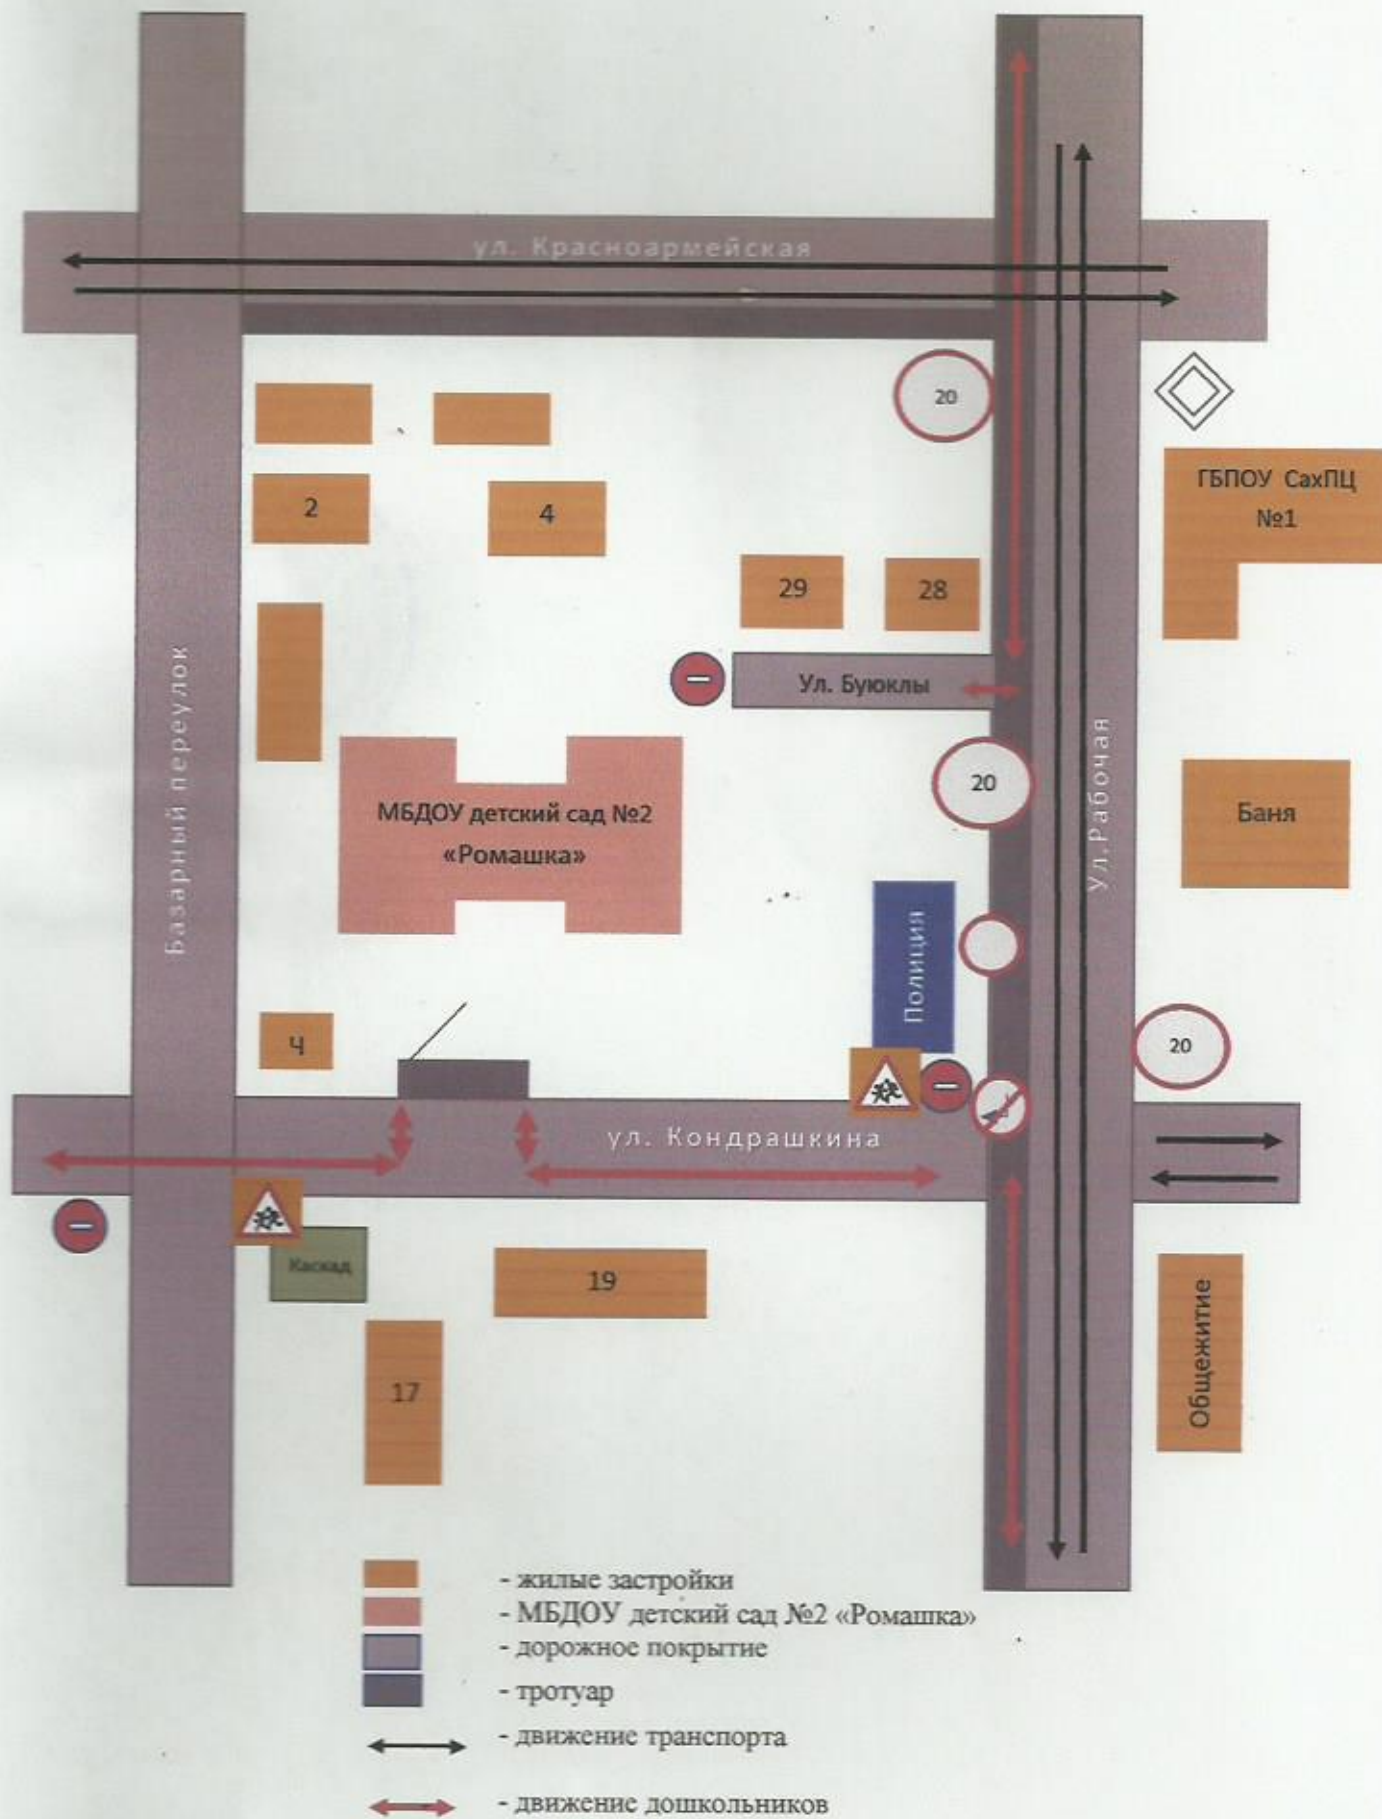 ул. Красноармейская
20
ГБПОУ СахПЦ
№1
2
4
29
28
Ул. Буюклы
Базарный переулок
Ул.Рабочая
20
МБДОУ детский сад №2
«Ромашка»
Баня
Полиция
Ч
20
ул. Кондрашкина
Каскад
19
17
Общежитие
- жилые застройки
- МБДОУ детский сад №2 «Ромашка»
- дорожное покрытие
- тротуар
- движение транспорта
- движение дошкольников